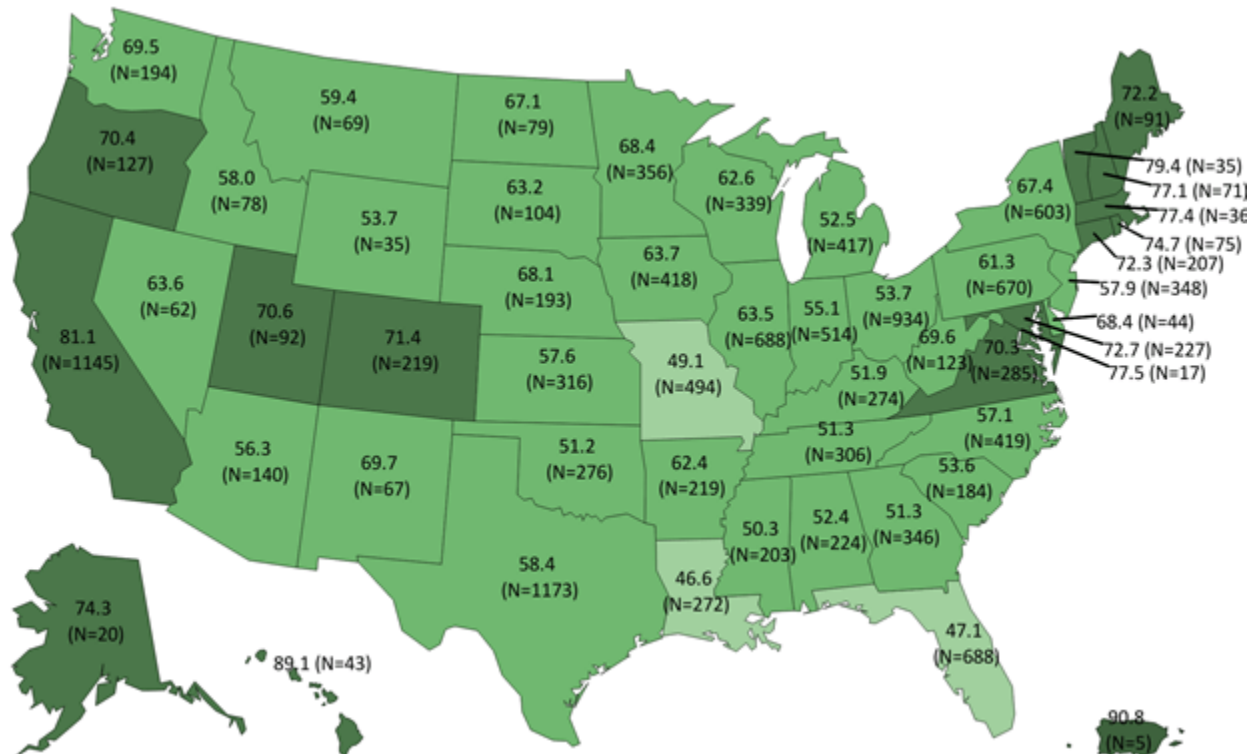 69.5
(N=194)
59.4
(N=69)
67.1
(N=79)
72.2
(N=91)
70.4
(N=127)
68.4
(N=356)
79.4 (N=35)
58.0
(N=78)
63.2
(N=104)
62.6
(N=339)
67.4
(N=603)
77.1 (N=71)
53.7
(N=35)
52.5
(N=417)
77.4 (N=36
74.7 (N=75)
72.3 (N=207)
63.6
(N=62)
68.1
(N=193)
63.7
(N=418)
61.3
(N=670)
57.9 (N=348)
81.1
(N=1145)
70.6
(N=92)
71.4
(N=219)
63.5
(N=688)
55.1
(N=514)
53.7
(N=934)
68.4 (N=44)
69.6
(N=123)
70.3
(N=285)
72.7 (N=227)
77.5 (N=17)
57.6
(N=316)
49.1
(N=494)
51.9
(N=274)
56.3
(N=140)
69.7
(N=67)
51.2
(N=276)
62.4
(N=219)
51.3
(N=306)
57.1
(N=419)
53.6
(N=184)
58.4
(N=1173)
50.3
(N=203)
52.4
(N=224)
51.3
(N=346)
46.6
(N=272)
47.1
(N=688)
74.3
(N=20)
89.1 (N=43)
90.8
(N=5)